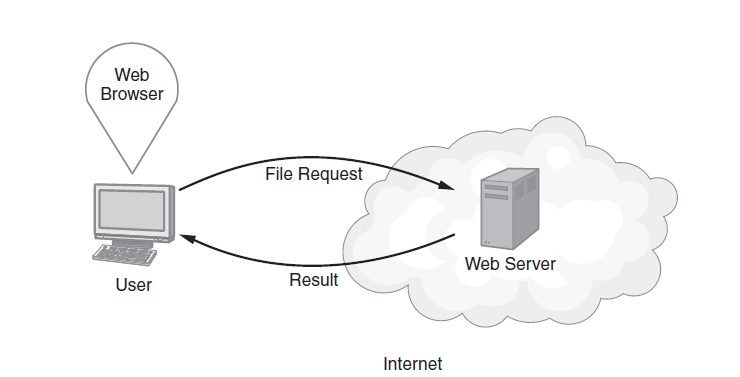 Web
Browser
File Request
Web Server
User
Result
Internet